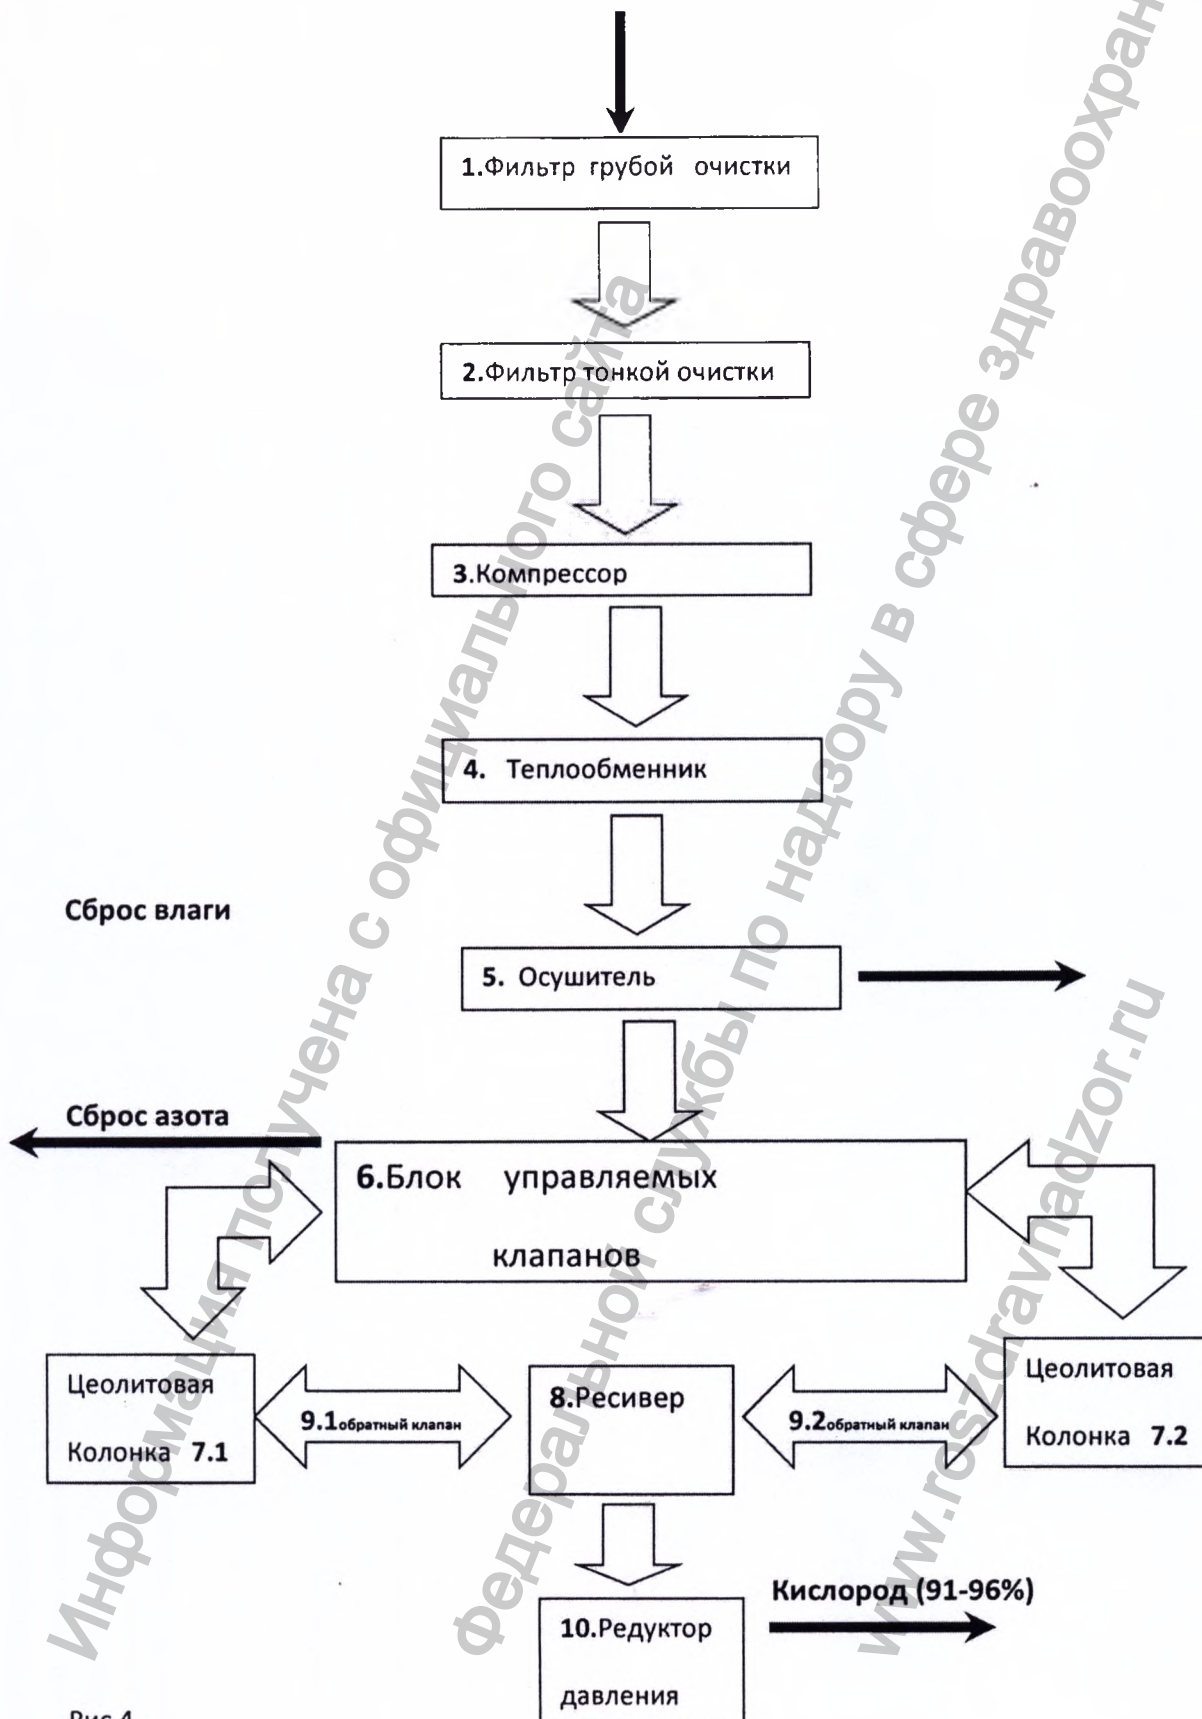 1.Фильтр грубой очистки
2.Фильтр тонкой очистки
3.Компрессор
4. Теплообменник
Сброс влаги
5. Осушитель
Сброс азота
6.Блок управляемых
клапанов
Цеолитовая
Колонка 7.1
9.1обратный клапан
8.Ресивер
9.2обратный клапан
Цеолитовая
Колонка 7.2
Кислород (91-96%)
10.Редуктор
давления
Рис.4
Информация получена с официального сайта
Федеральной службы по надзору в сфере здравоохран
www.roszdravnadzor.ru